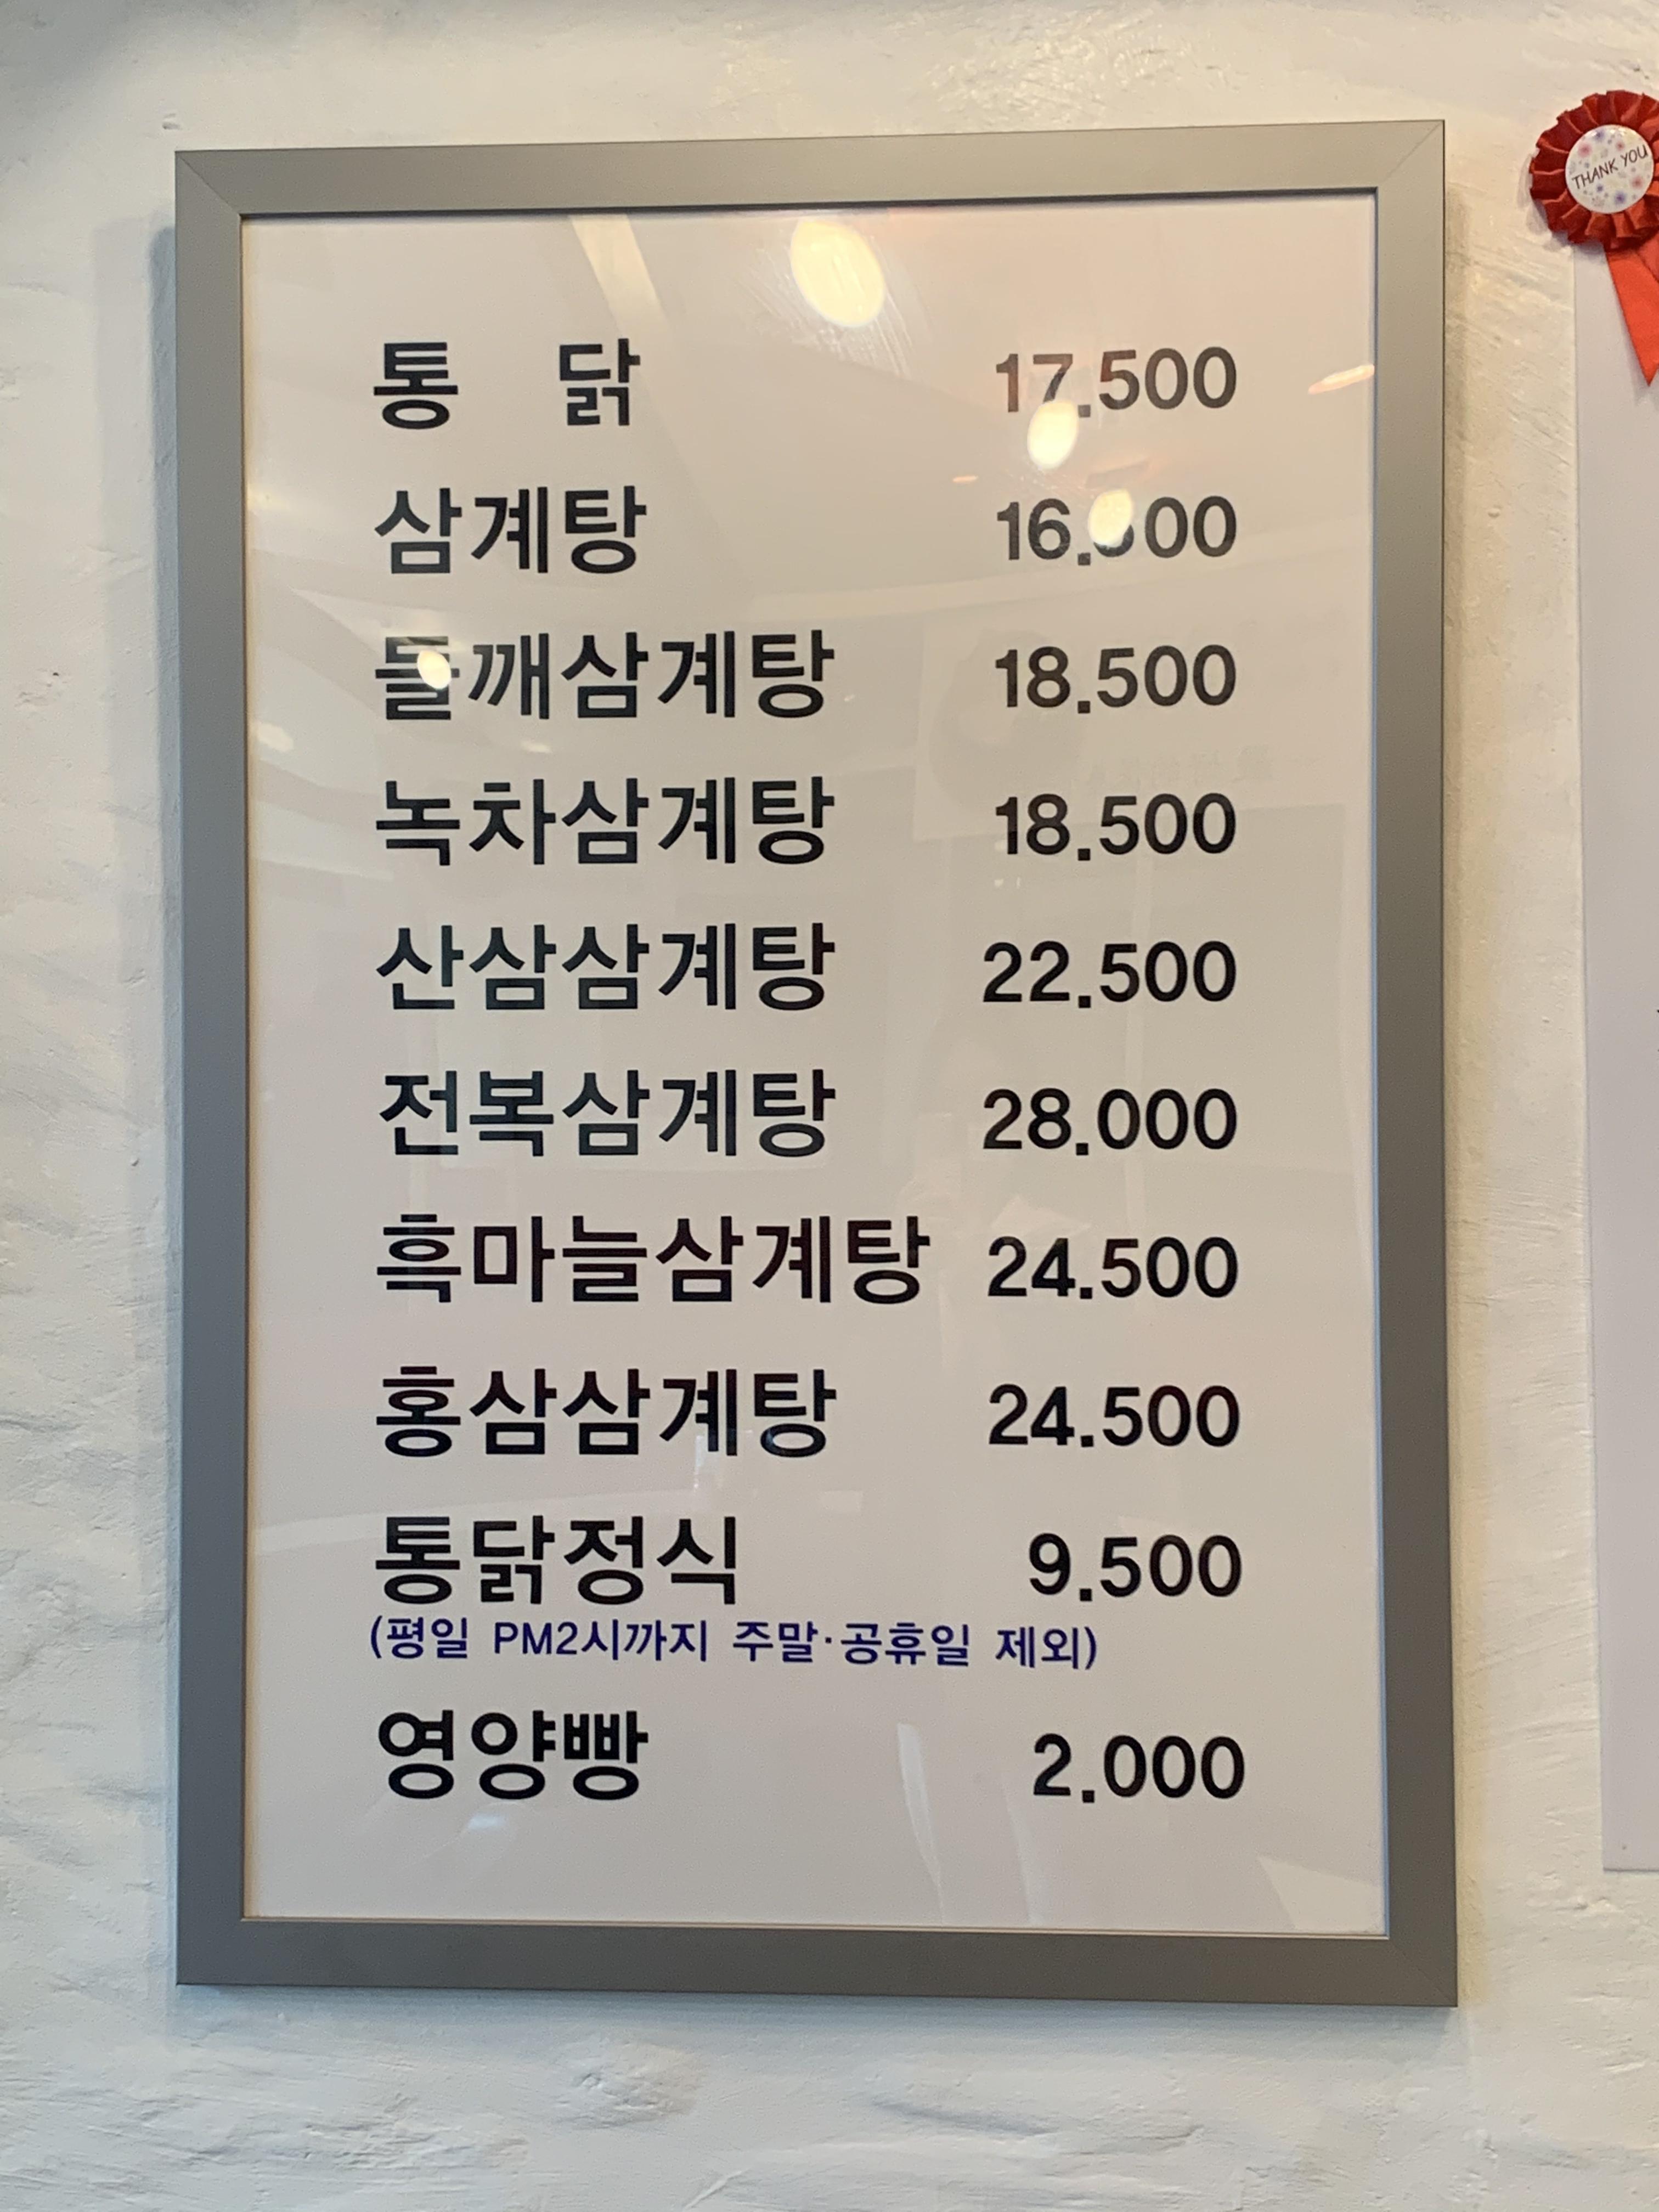 통 닭 17.500
삼계탕
들깨삼계탕 18.500
녹차삼계탕 18.500
산삼삼계탕 22.500
전복삼계탕 28.000
흑마늘삼계탕 24.500
홍삼삼계탕 24.500
통닭정식 9.500
(평일 PM2시까지 주말·공휴일 제외)
영양빵 2.000
THANK YOU